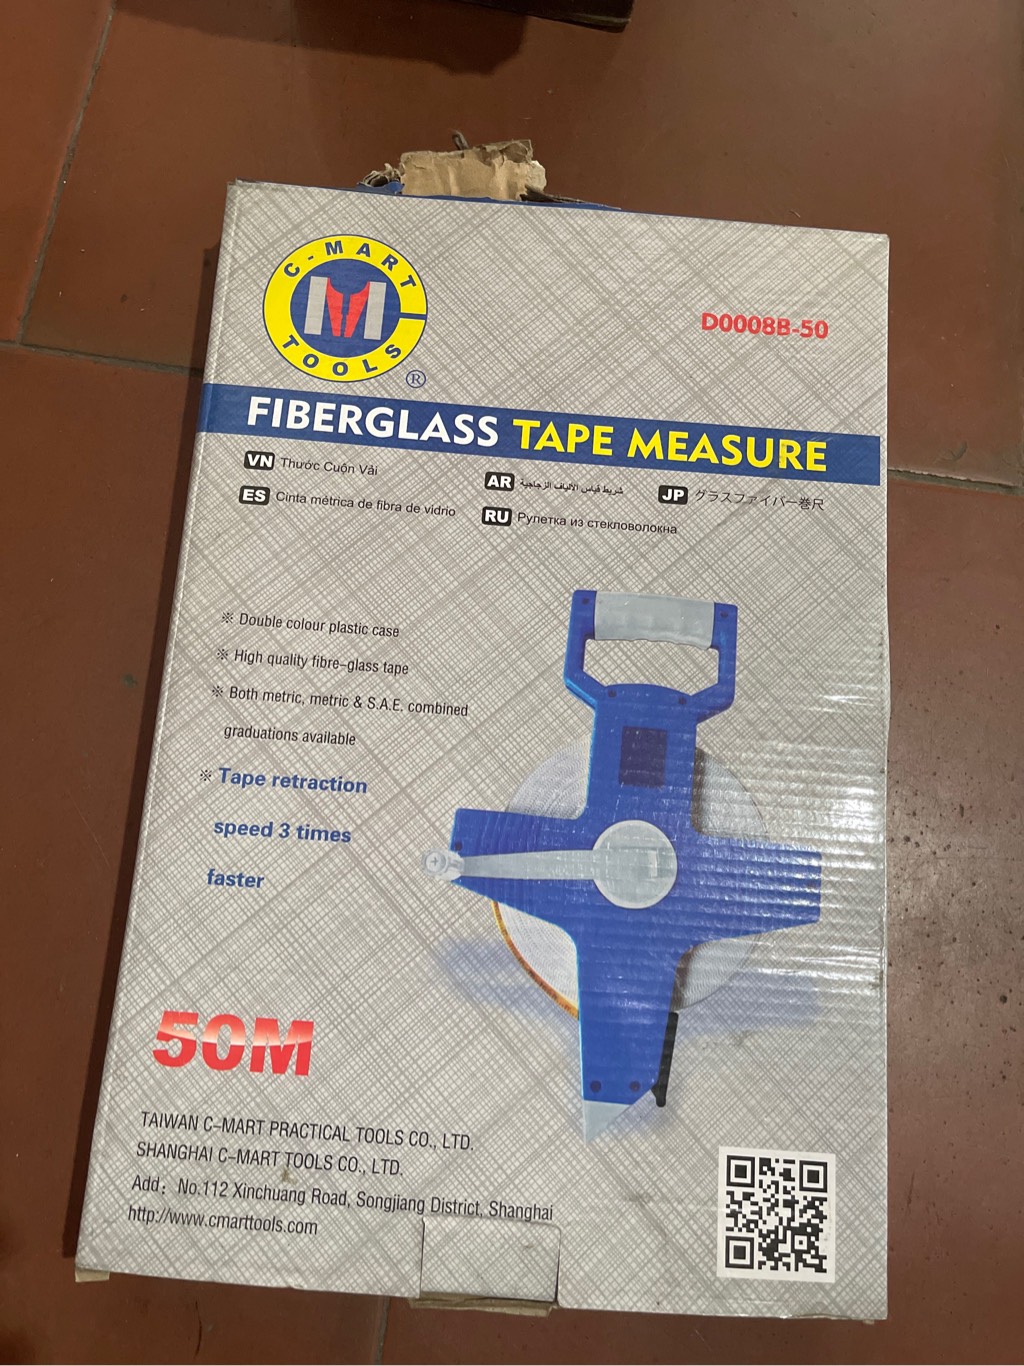 C-MART
TOOLS
®
D0008B-50
FIBERGLASS TAPE MEASURE
VN Thước Cuộn Vải
AR شريط قياس الألياف الزجاجية
JP グラスファイバー巻尺
ES Cinta métrica de fibra de vidrio
RU Рулетка из стекловолокна
※ Double colour plastic case
※ High quality fibre-glass tape
※ Both metric, metric & S.A.E. combined
graduations available
※ Tape retraction
speed 3 times
faster
50M
TAIWAN C-MART PRACTICAL TOOLS CO., LTD.
SHANGHAI C-MART TOOLS CO., LTD.
Add: No.112 Xinchuang Road, Songjiang District, Shanghai
http://www.cmarttools.com